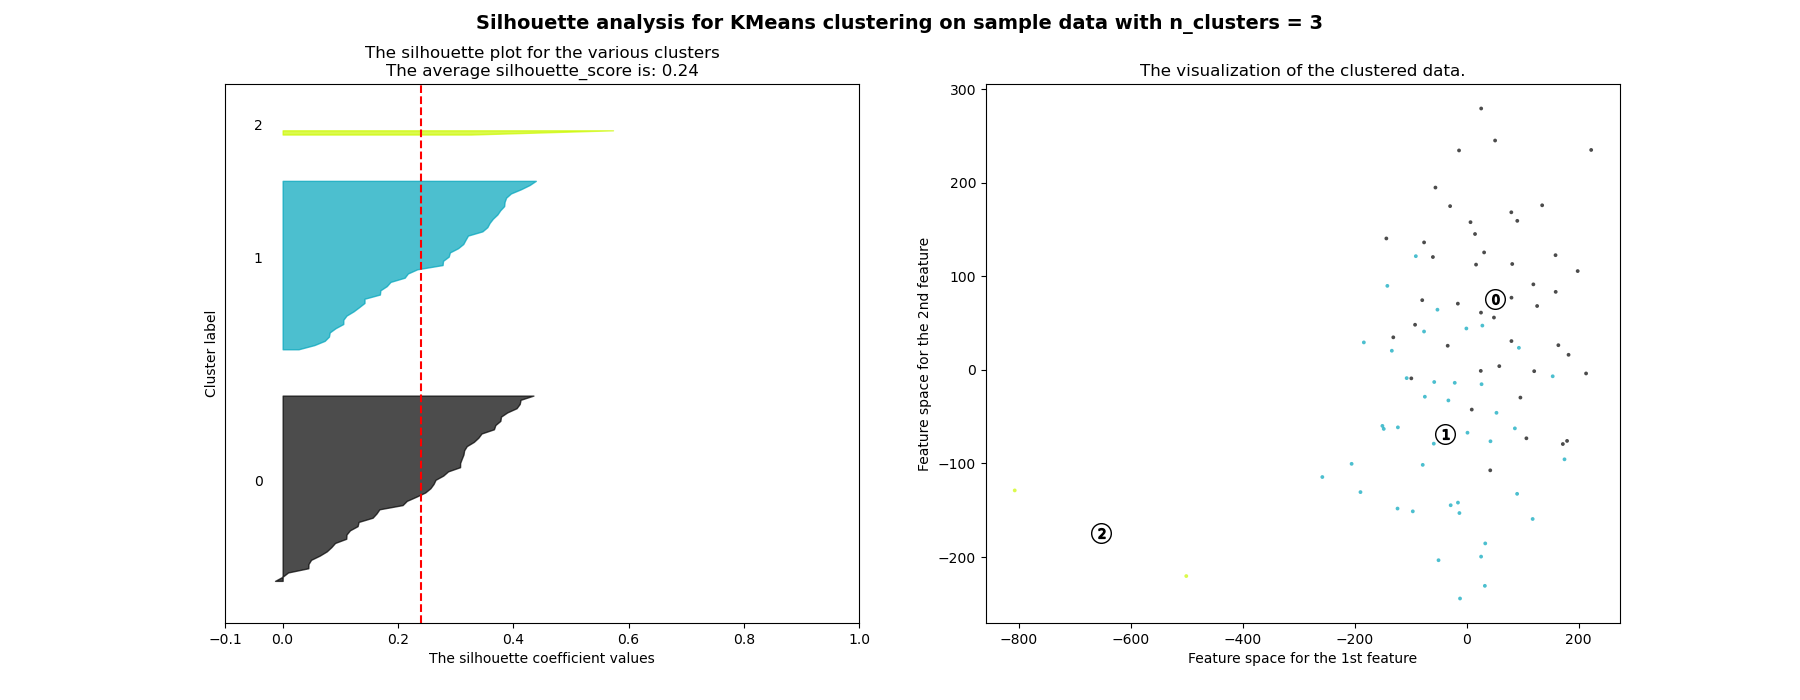 Silhouette analysis for KMeans clustering on sample data with n_clusters = 3
The silhouette plot for the various clusters
The average silhouette_score is: 0.24
2
1
0
Cluster label
−0.1 0.0 0.2 0.4 0.6 0.8 1.0
The silhouette coefficient values
The visualization of the clustered data.
300
200
100
0
−100
−200
Feature space for the 2nd feature
0
1
2
−800 −600 −400 −200 0 200
Feature space for the 1st feature